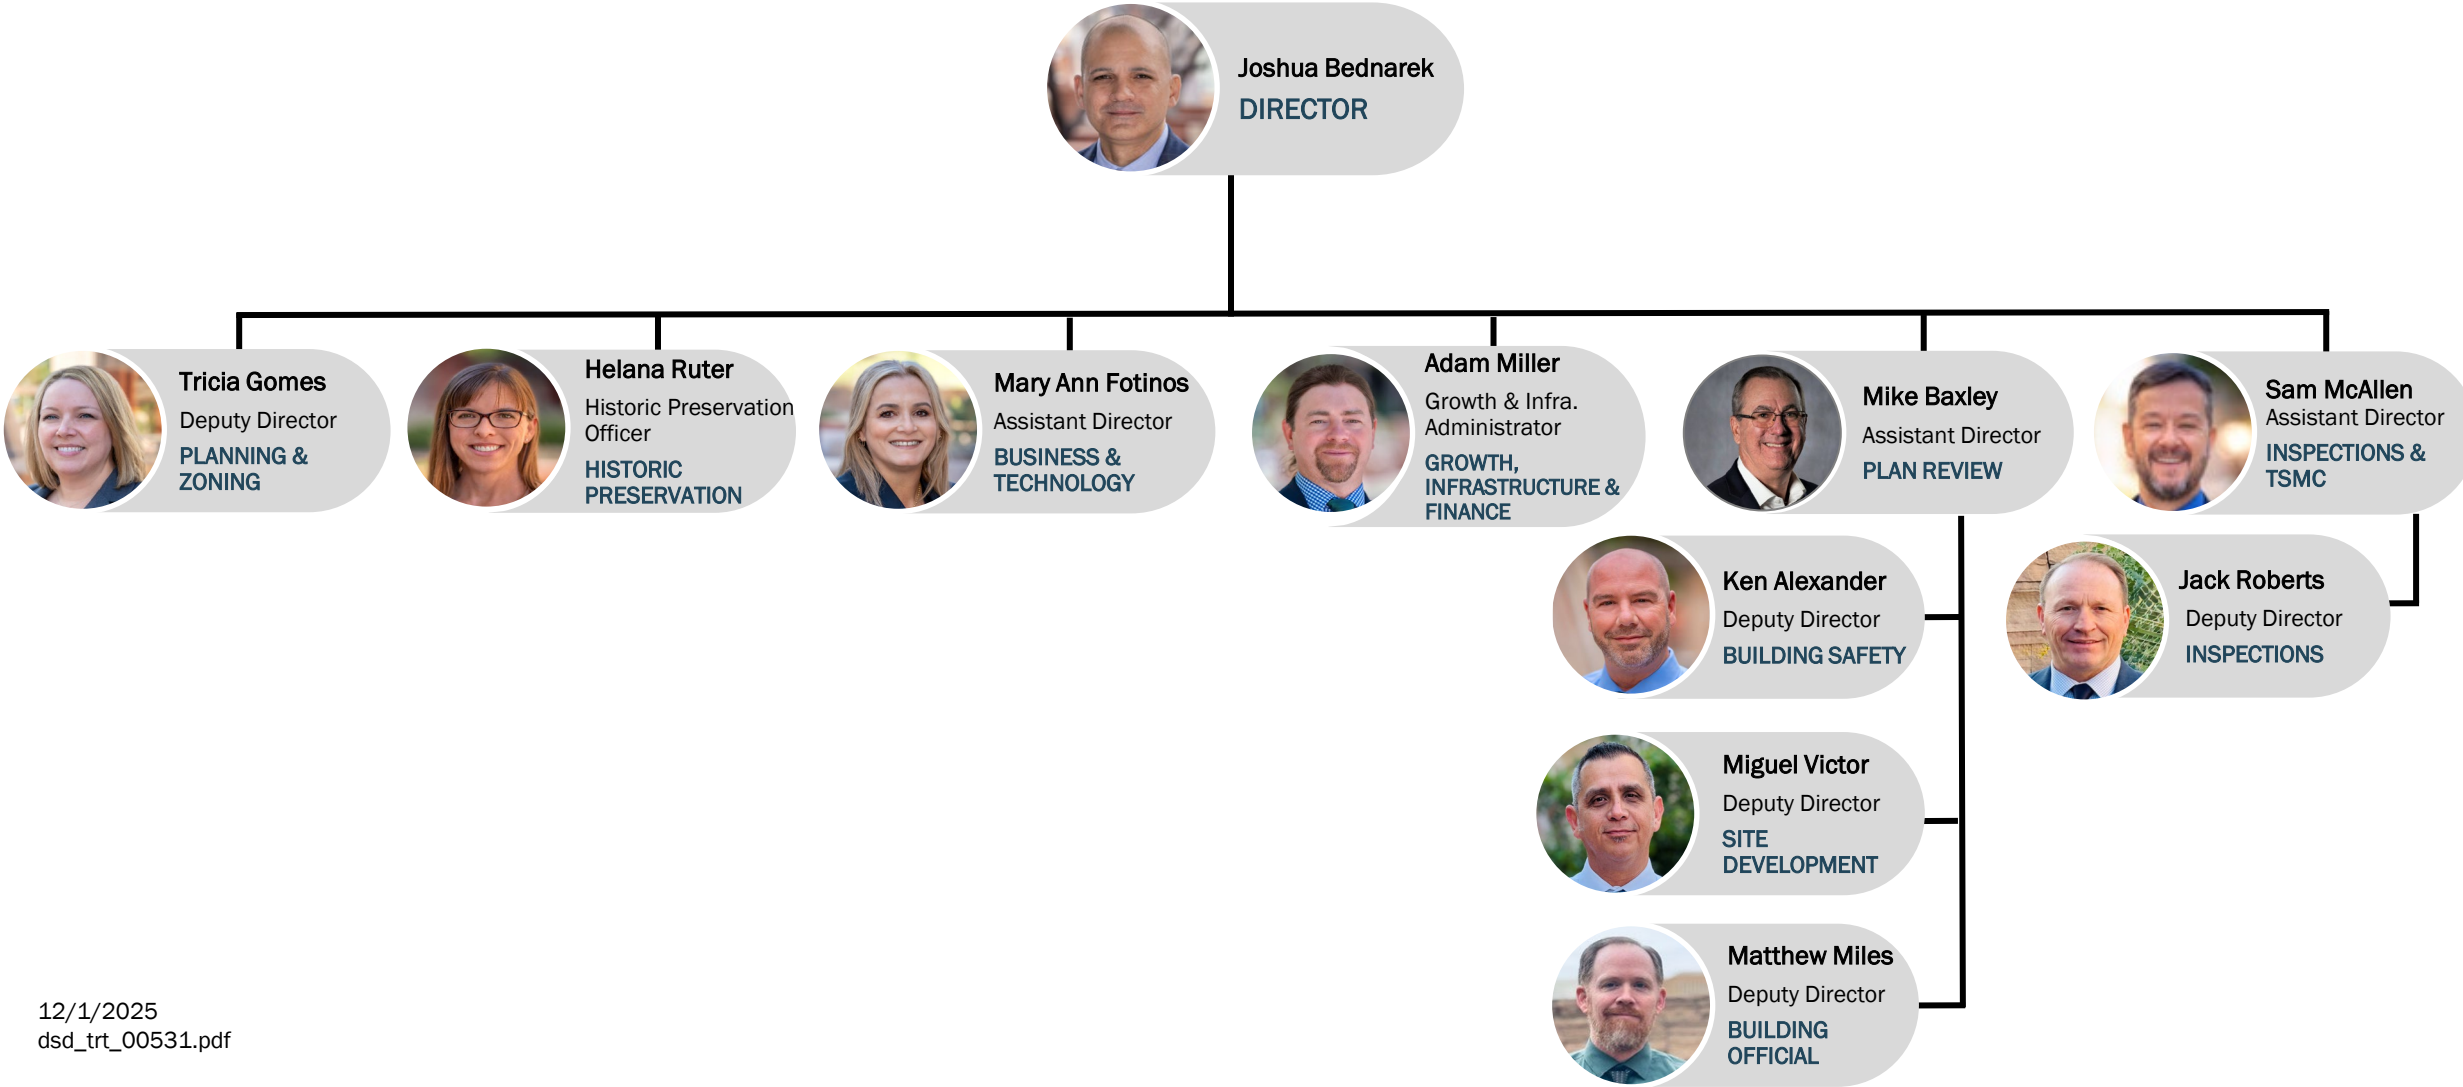 Joshua Bednarek
DIRECTOR
Tricia Gomes
Deputy Director
PLANNING &
ZONING
Helana Ruter
Historic Preservation
Officer
HISTORIC
PRESERVATION
Mary Ann Fotinos
Assistant Director
BUSINESS &
TECHNOLOGY
Adam Miller
Growth & Infra.
Administrator
GROWTH,
INFRASTRUCTURE &
FINANCE
Mike Baxley
Assistant Director
PLAN REVIEW
Sam McAllen
Assistant Director
INSPECTIONS &
TSMC
Ken Alexander
Deputy Director
BUILDING SAFETY
Jack Roberts
Deputy Director
INSPECTIONS
Miguel Victor
Deputy Director
SITE
DEVELOPMENT
Matthew Miles
Deputy Director
BUILDING
OFFICIAL
12/1/2025
dsd_trt_00531.pdf